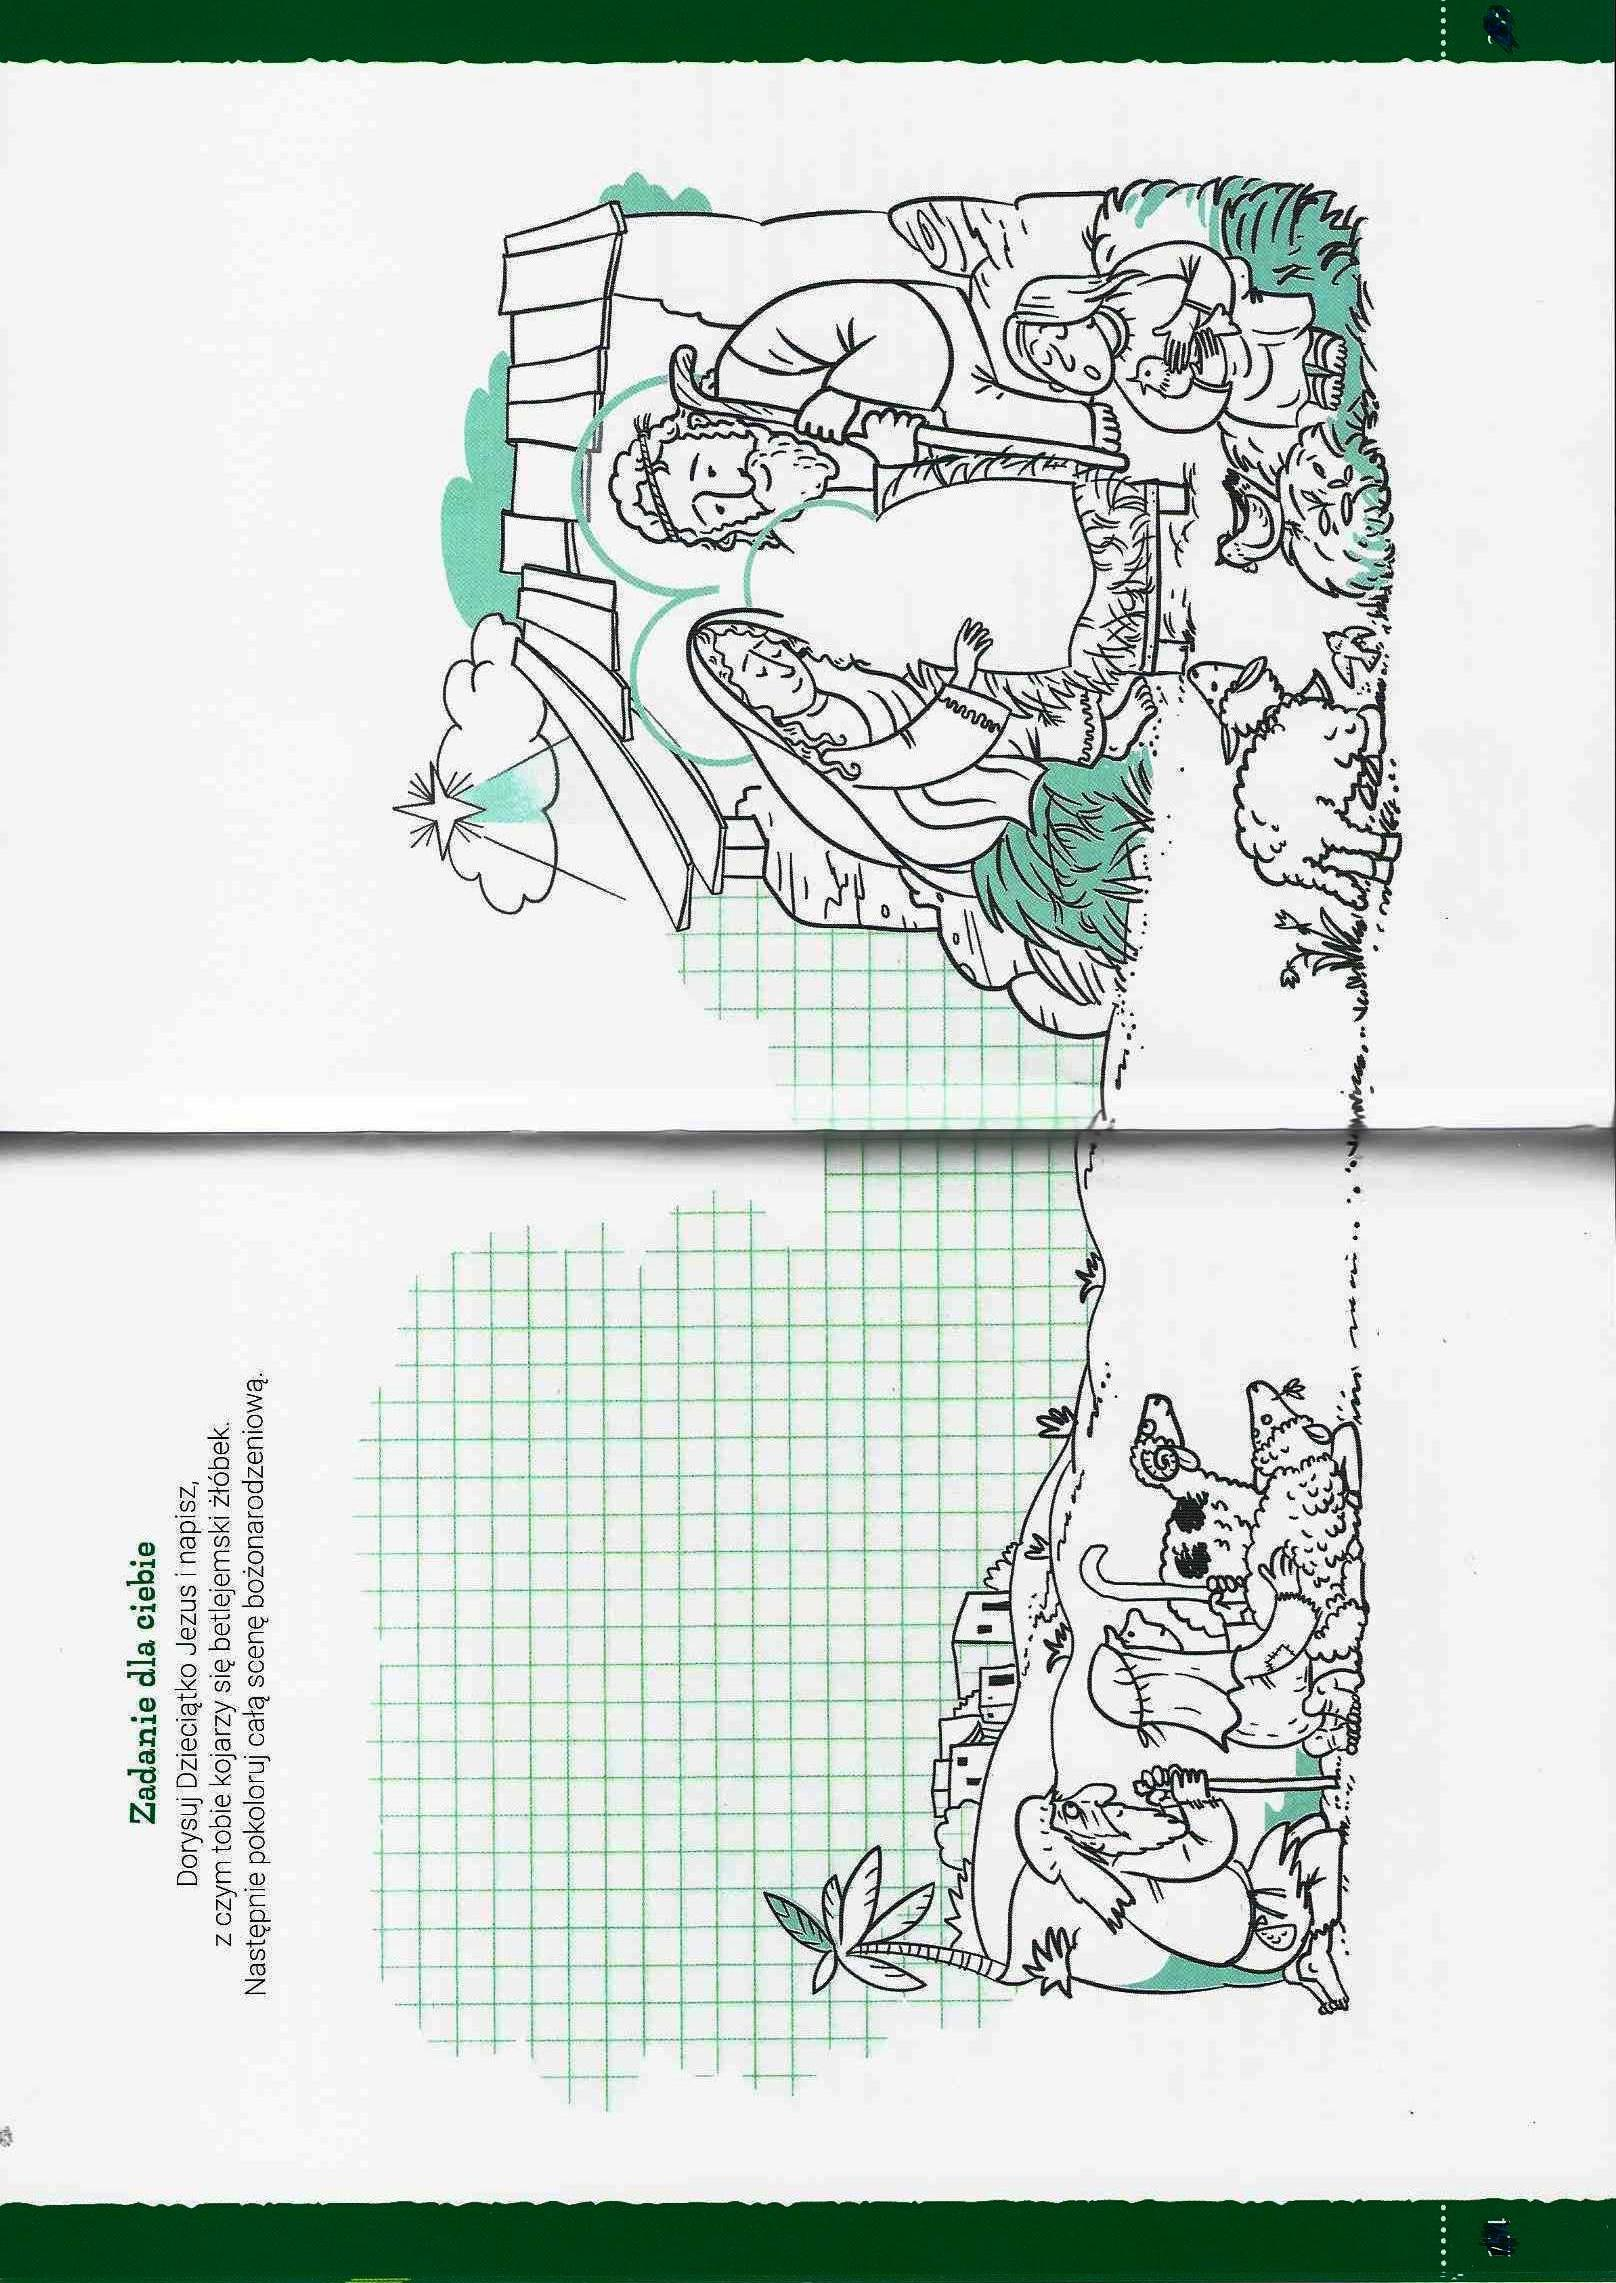 Zadanie dla ciebie
Dorysuj Dzieciątko Jezus i napisz,
z czym tobie kojarzy się betlejemski żłóbek.
Następnie pokoloruj całą scenę bożonarodzeniową.